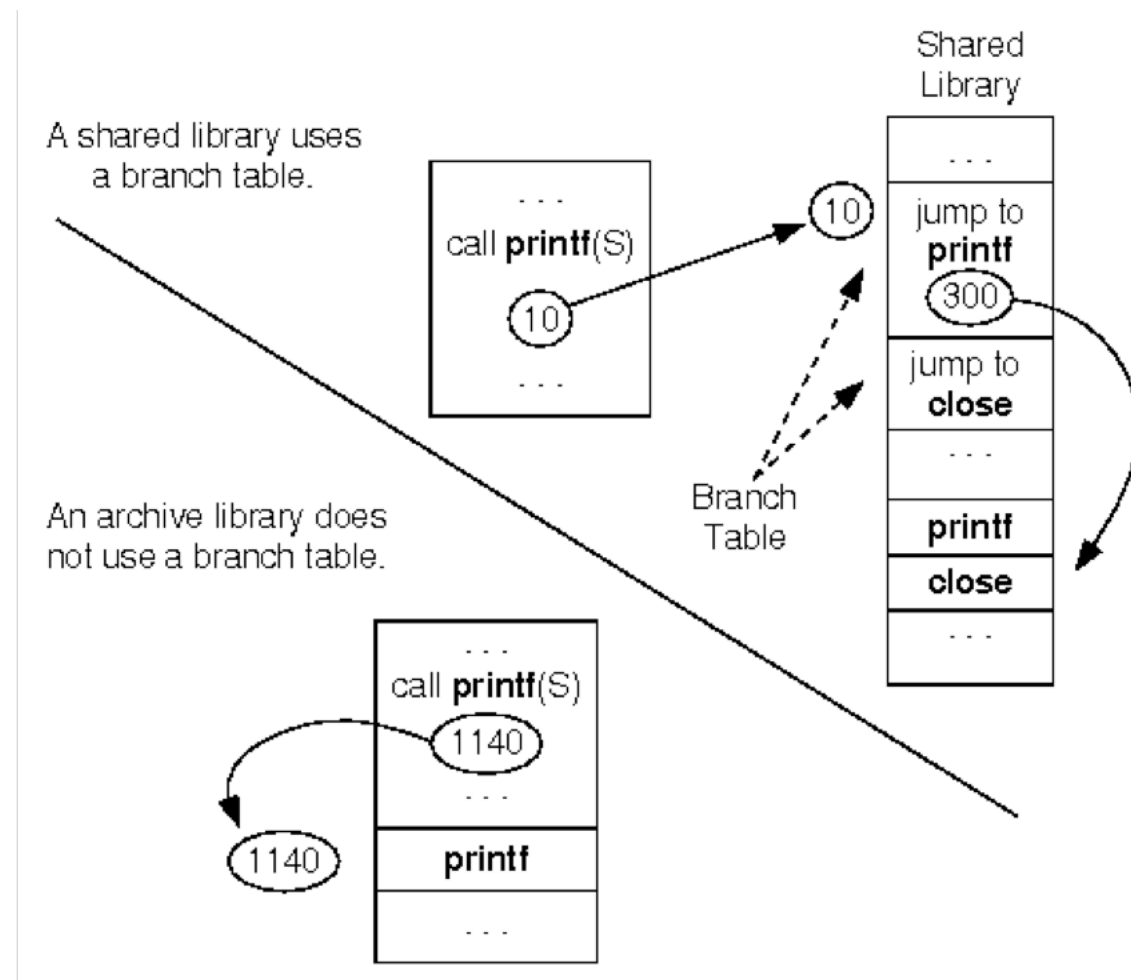 A shared library uses
a branch table.
. . .
call printf(S)
10
. . .
10
Shared
Library
. . .
jump to
printf
300
jump to
close
. . .
printf
close
. . .
Branch
Table
An archive library does
not use a branch table.
. . .
call printf(S)
1140
. . .
1140
printf
. . .